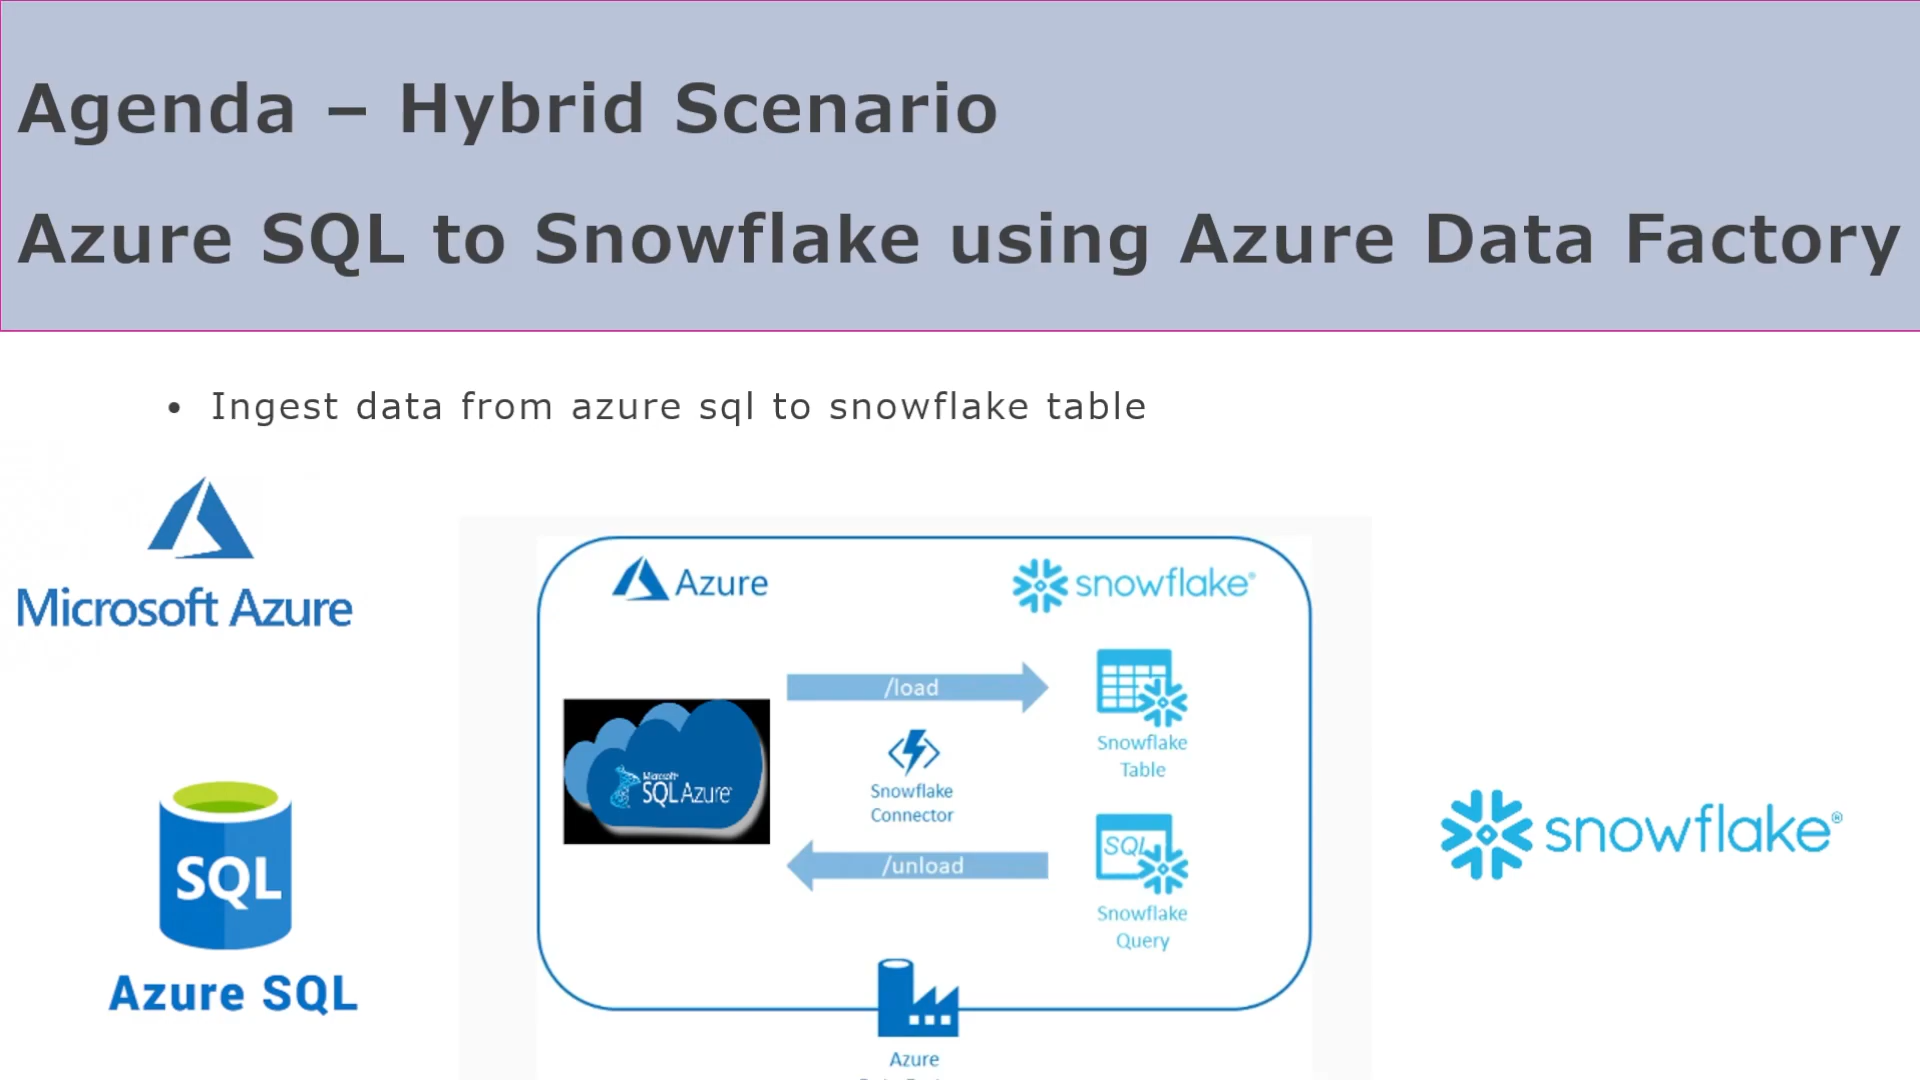 Agenda – Hybrid Scenario
Azure SQL to Snowflake using Azure Data Factory
• Ingest data from azure sql to snowflake table
Microsoft Azure
SQL
Azure SQL
Azure
snowflake®
/load
Snowflake
Table
Microsoft
SQL Azure
Snowflake
Connector
/unload
SQL
Snowflake
Query
Azure
snowflake®